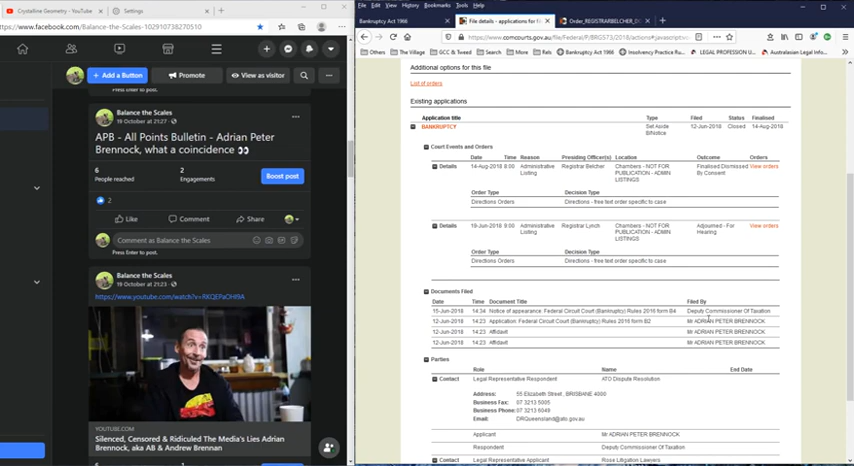 CrystalKne Geometry - YouTube
Settings
https://www.facebook.com/Balance-the-Scales-102910738270510
+ Add a Button
Promote
View as visitor
Press Enter to post.
Balance the Scales
19 October at 21:27
APB - All Points Bulletin - Adrian Peter
Brennock, what a coincidence 👀
6
People reached
2
Engagements
Boost post
2
Like
Comment
Share
Comment as Balance the Scales
Press Enter to post.
Balance the Scales
19 October at 21:23
https://www.youtube.com/watch?v=RKQEPaOHl9A
YOUTUBE.COM
Silenced, Censored & Ridiculed The Media's Lies Adrian
Brennock, aka AB & Andrew Brennan
File Edit View History Bookmarks Tools Help
Bankruptcy Act 1966
File details - applications for fi
Order_REGISTRARBELCHER_DO
https://www.comcourts.gov.au/file/Federal/P/BRG573/2018/actions#javascript:vo
Others
The Village
GCC & Tweed
Search
More
Rals
Bankruptcy Act 1966
Insolvency Practice Ru...
LEGAL PROFESSION U...
Australasian Legal Info...
Additional options for this file
List of orders
Existing applications
Application title Type Filed Status Finalised
BANKRUPTCY Set Aside B/Notice 12-Jun-2018 Closed 14-Aug-2018
Court Events and Orders
Date Time Reason Presiding Officer(s) Location Outcome Orders
Details 14-Aug-2018 9:00 Administrative Listing Registrar Belcher Chambers - NOT FOR PUBLICATION - ADMIN LISTINGS Finalised Dismissed By Consent View orders
Order Type Decision Type
Directions Orders Directions - free text order specific to case
Details 19-Jun-2018 9:00 Administrative Listing Registrar Lynch Chambers - NOT FOR PUBLICATION - ADMIN LISTINGS Adjourned - For Hearing View orders
Order Type Decision Type
Directions Orders Directions - free text order specific to case
Documents Filed
Date Time Document Title Filed By
15-Jun-2018 14:34 Notice of appearance: Federal Circuit Court (Bankruptcy) Rules 2016 form B4 Deputy Commissioner Of Taxation
12-Jun-2018 14:23 Application: Federal Circuit Court (Bankruptcy) Rules 2016 form B2 Mr ADRIAN PETER BRENNOCK
12-Jun-2018 14:23 Affidavit Mr ADRIAN PETER BRENNOCK
12-Jun-2018 14:23 Affidavit Mr ADRIAN PETER BRENNOCK
Parties
Role Name End Date
Contact Legal Representative Respondent ATO Dispute Resolution
Address: 55 Elizabeth Street , BRISBANE 4000
Business Fax: 07 3213 5005
Business Phone: 07 3213 6048
Email: DRQueensland@ato.gov.au
Applicant Mr ADRIAN PETER BRENNOCK
Respondent Deputy Commissioner Of Taxation
Contact Legal Representative Applicant Rose Litigation Lawyers